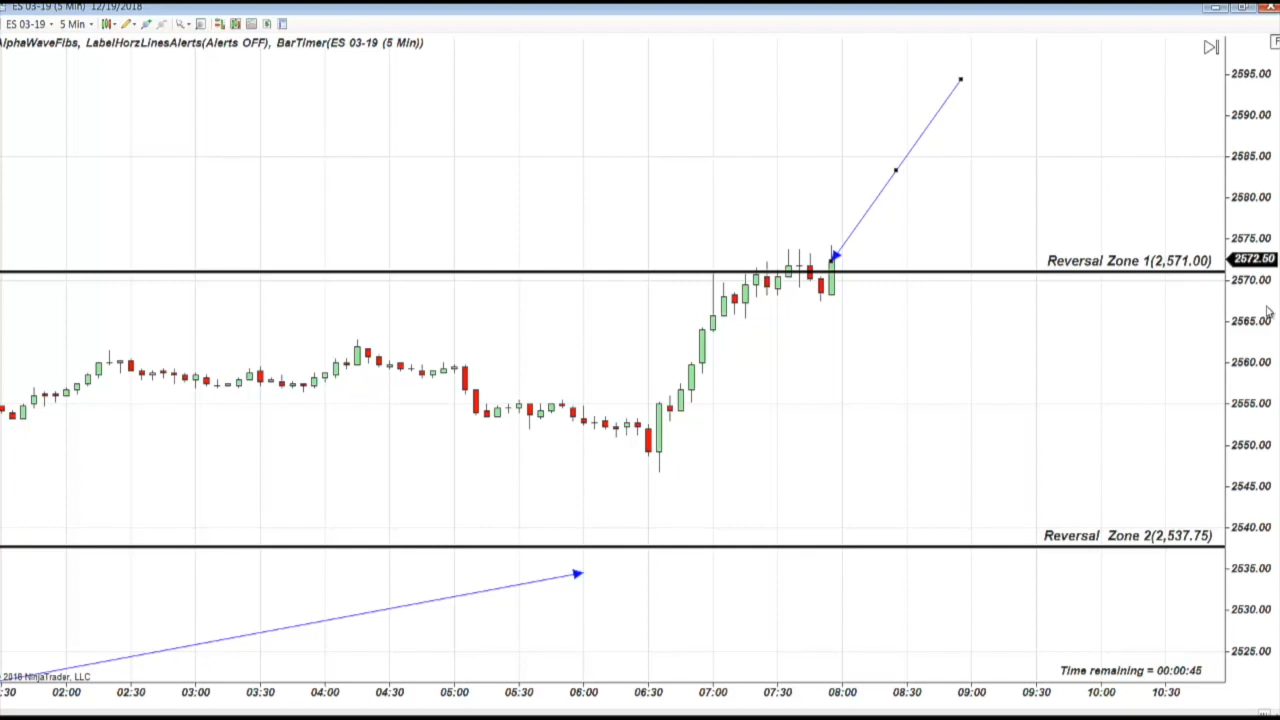 ES 03-19 (5 Min) 12/19/2018
ES 03-19 5 Min
AlphaWaveFibs, LabelHorzLinesAlerts(Alerts OFF), BarTimer(ES 03-19 (5 Min))
F
2595.00
2590.00
2585.00
2580.00
2575.00
Reversal Zone 1(2,571.00)
2572.50
2570.00
2565.00
2560.00
2555.00
2550.00
2545.00
2540.00
Reversal Zone 2(2,537.75)
2535.00
2530.00
2525.00
Time remaining = 00:00:45
2018 NinjaTrader, LLC
:30 02:00 02:30 03:00 03:30 04:00 04:30 05:00 05:30 06:00 06:30 07:00 07:30 08:00 08:30 09:00 09:30 10:00 10:30